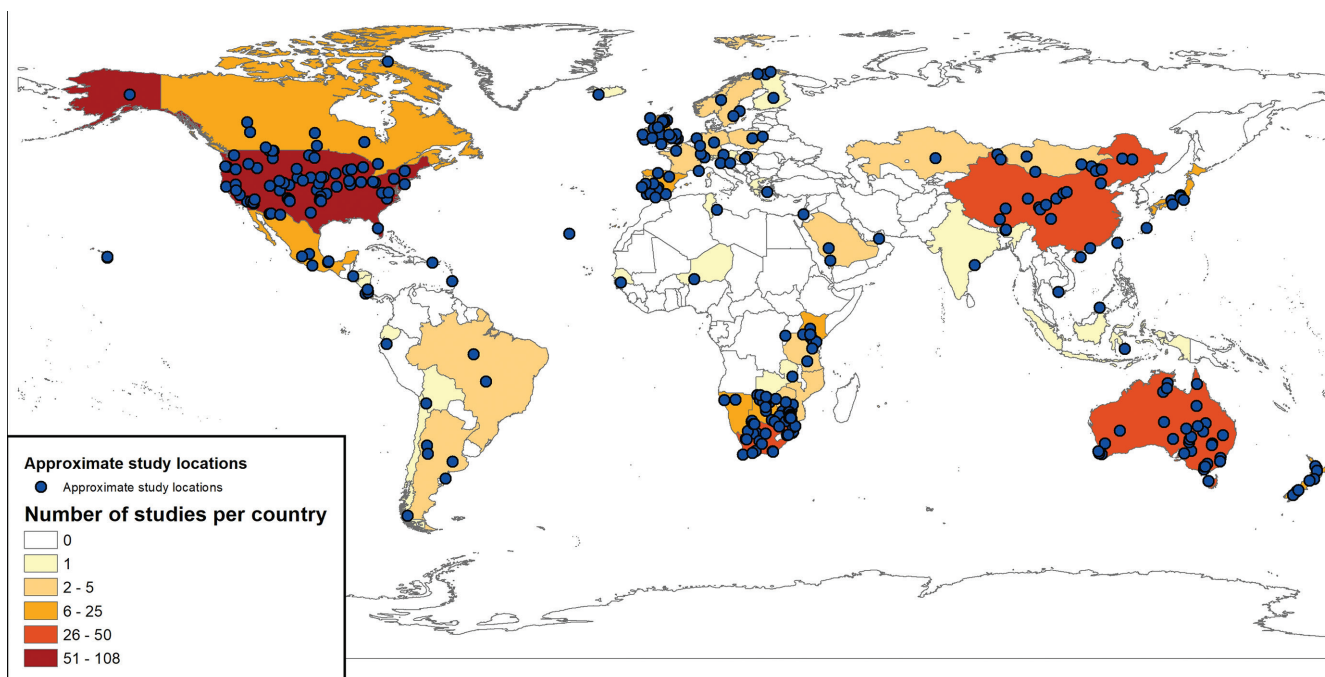 Approximate study locations
Approximate study locations
Number of studies per country
0
1
2 - 5
6 - 25
26 - 50
51 - 108